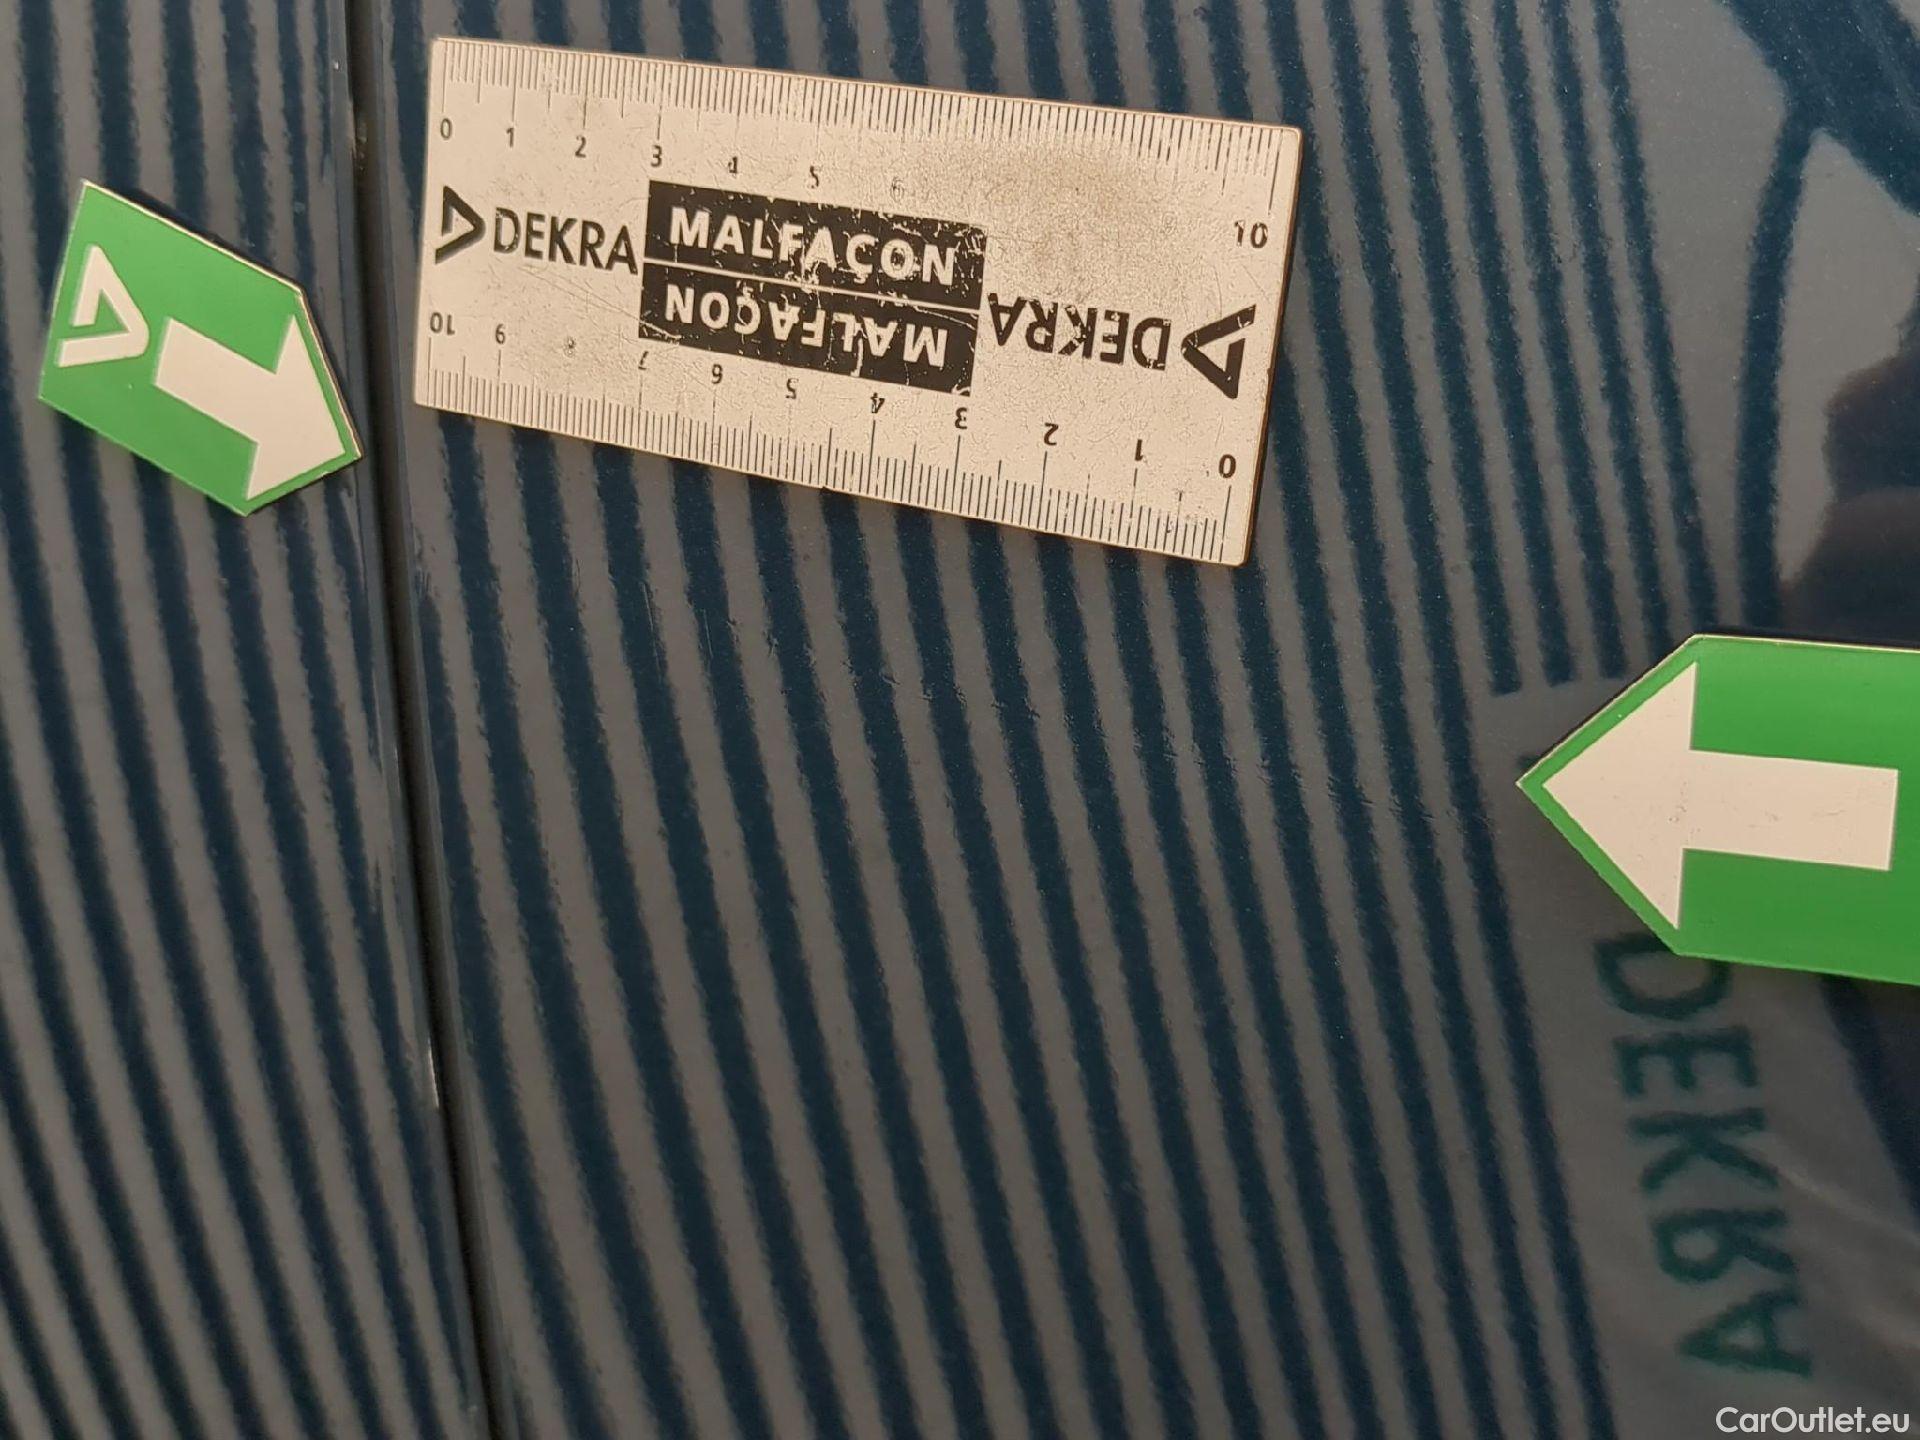 0 1 2 3 4 5 6 10
DEKRA MALFAÇON
MALFAÇON DEKRA
10 9 8 7 6 5 4 3 2 1 0
DEKRA
CarOutlet.eu